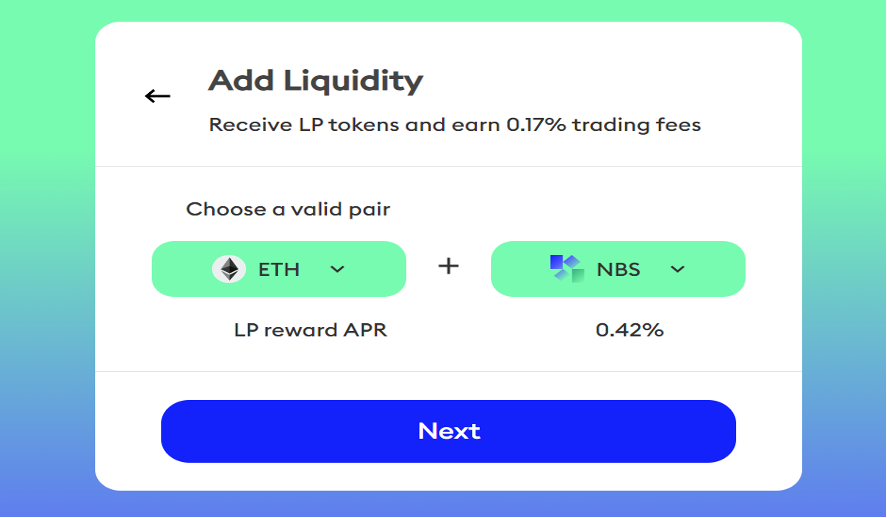 Add Liquidity
Receive LP tokens and earn 0.17% trading fees
Choose a valid pair
ETH + NBS
LP reward APR 0.42%
Next